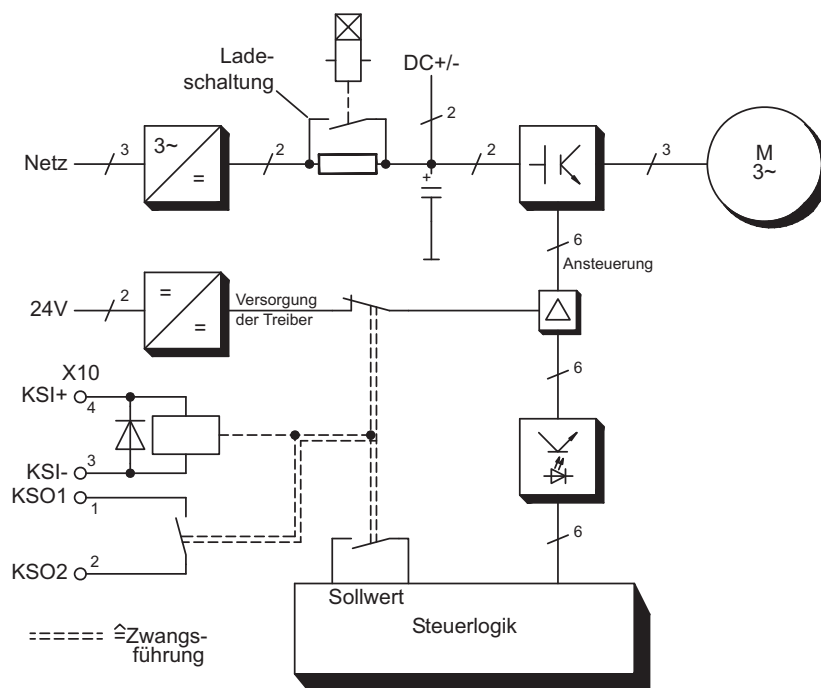 Lade-
schaltung
DC+/-
2
Netz
3
3~
=
2
2
3
M
3~
6
Ansteuerung
24V
2
=
=
Versorgung
der Treiber
6
X10
KSI+
4
KSI-
3
KSO1
1
KSO2
2
+
6
Sollwert
Steuerlogik
≙Zwangs-
führung